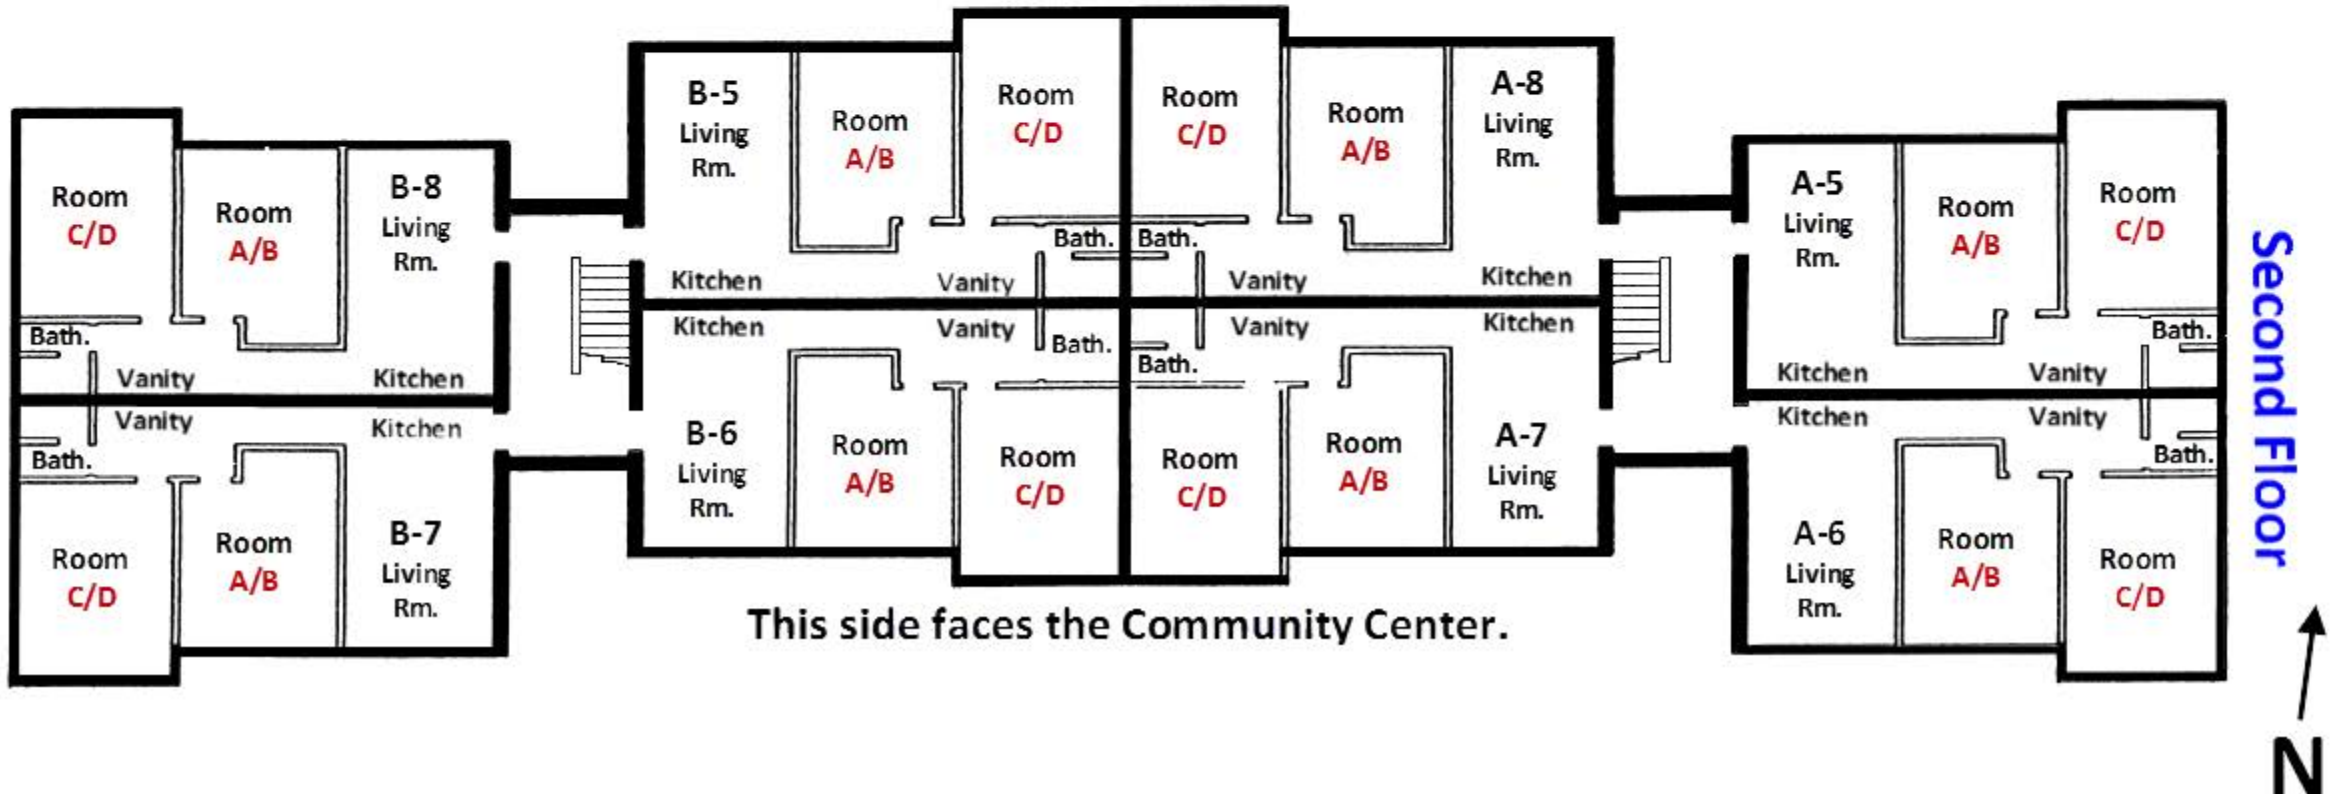 Room
C/D
Room
A/B
B-8
Living
Rm.
Bath.
Vanity
Kitchen
Vanity
Kitchen
Bath.
Room
C/D
Room
A/B
B-7
Living
Rm.
B-5
Living
Rm.
Room
A/B
Room
C/D
Bath.
Kitchen
Vanity
Kitchen
Vanity
Bath.
B-6
Living
Rm.
Room
A/B
Room
C/D
Room
C/D
Room
A/B
A-8
Living
Rm.
Bath.
Vanity
Kitchen
Vanity
Kitchen
Bath.
Room
C/D
Room
A/B
A-7
Living
Rm.
A-5
Living
Rm.
Room
A/B
Room
C/D
Bath.
Kitchen
Vanity
Kitchen
Vanity
Bath.
A-6
Living
Rm.
Room
A/B
Room
C/D
Second Floor
This side faces the Community Center.
N